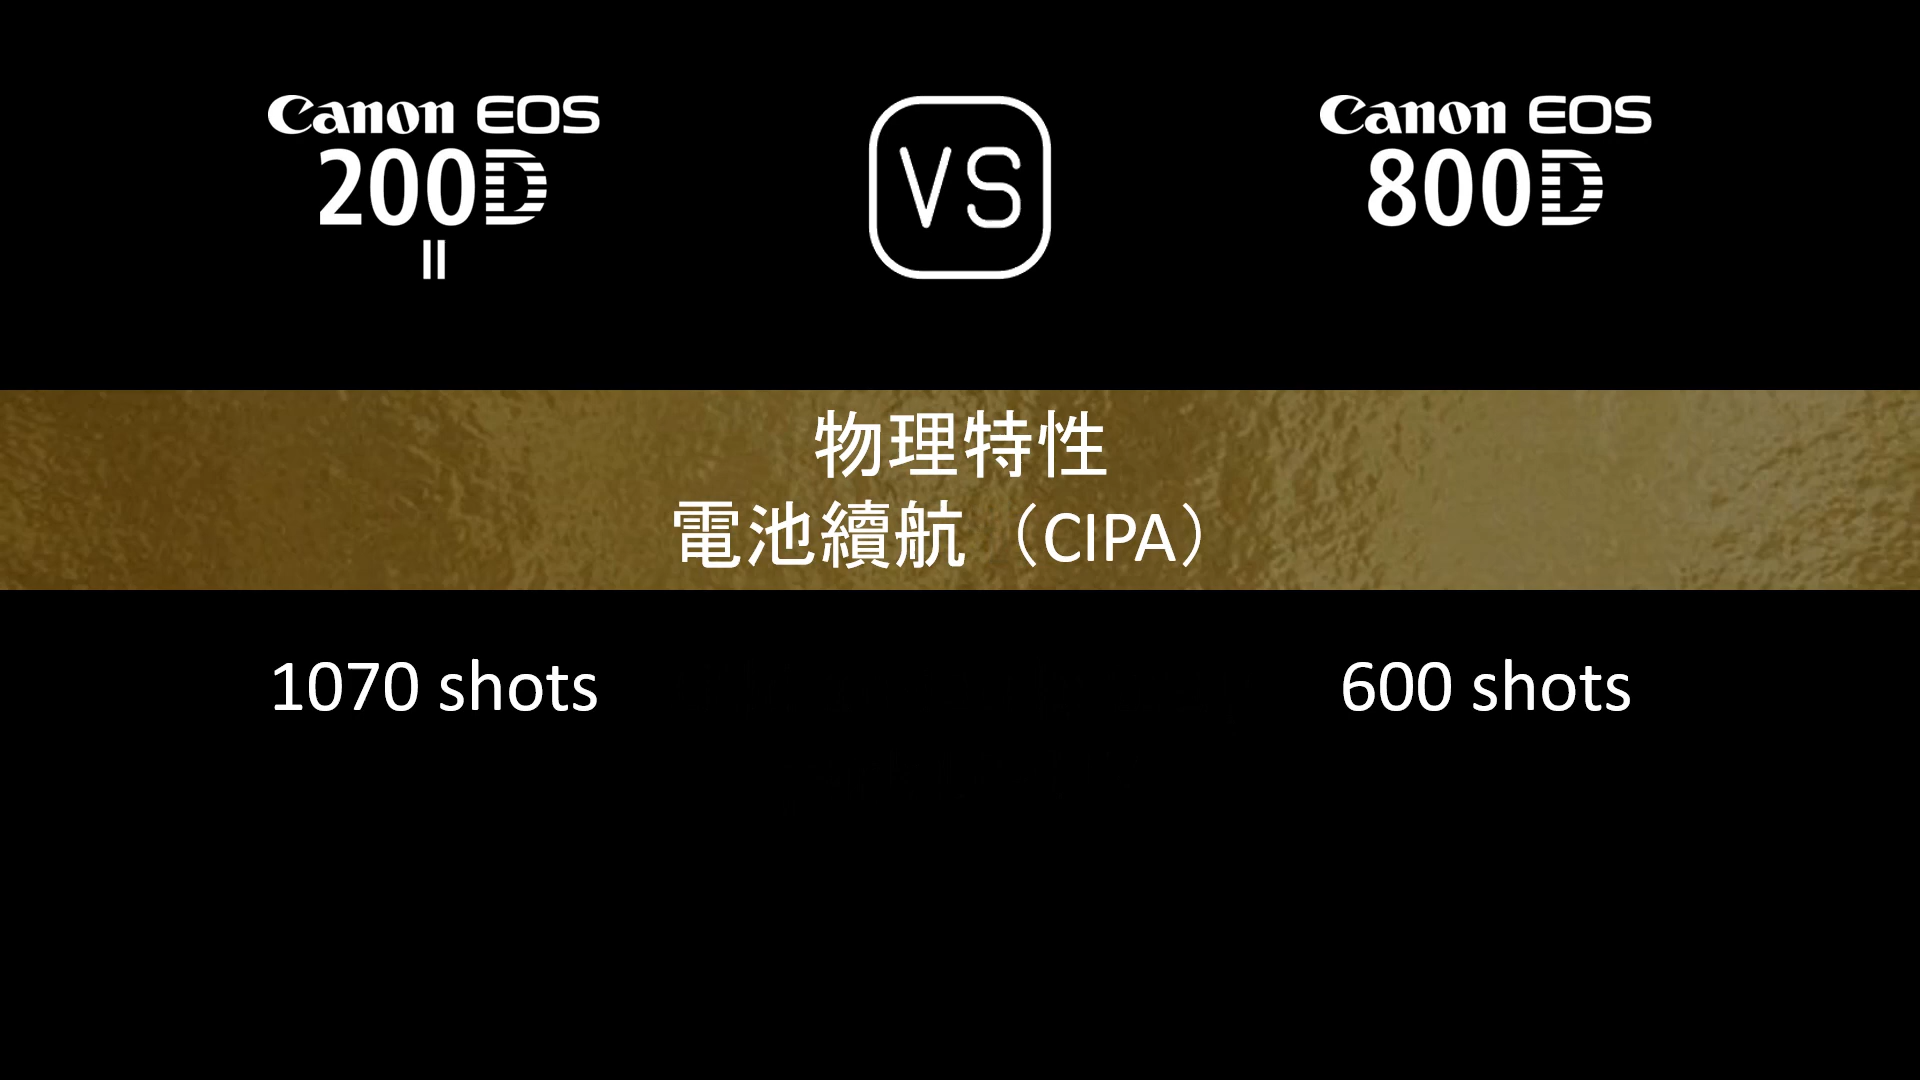 Canon EOS
200D
II
VS
Canon EOS
800D
物理特性
電池續航（CIPA）
1070 shots
600 shots